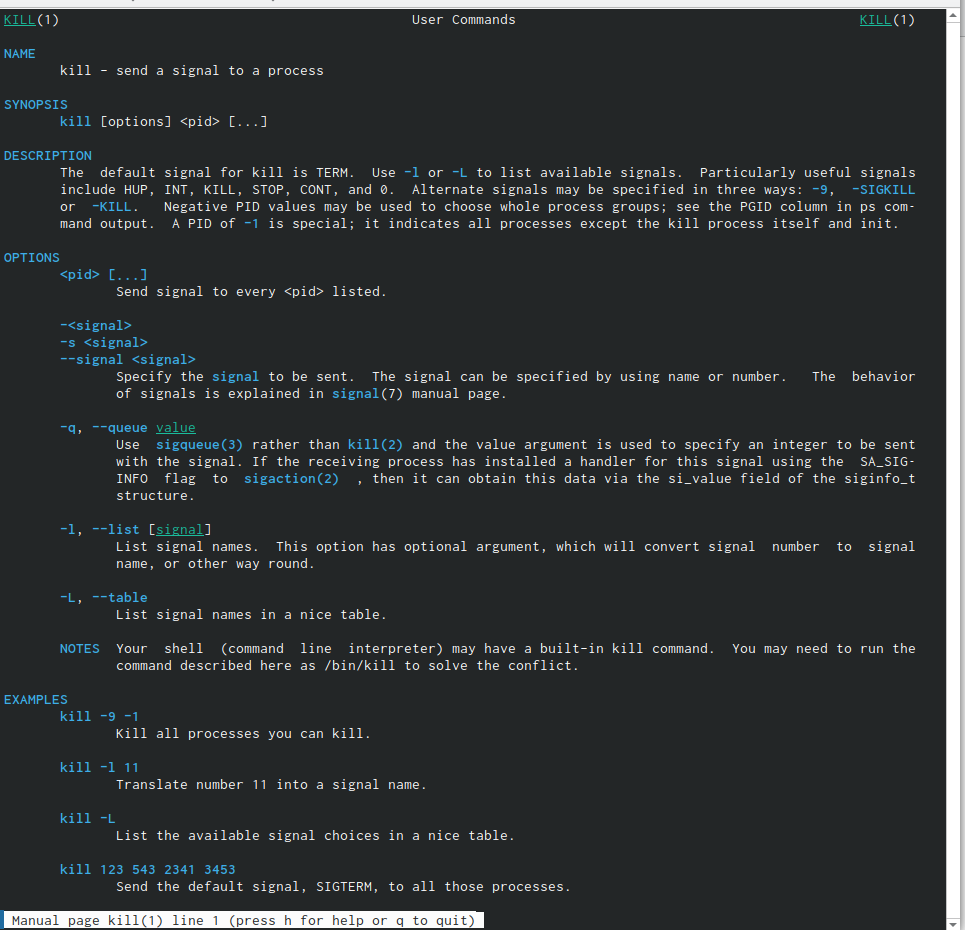 KILL(1) User Commands KILL(1)
NAME
kill - send a signal to a process
SYNOPSIS
kill [options] <pid> [...]
DESCRIPTION
The default signal for kill is TERM. Use -l or -L to list available signals. Particularly useful signals
include HUP, INT, KILL, STOP, CONT, and 0. Alternate signals may be specified in three ways: -9, -SIGKILL
or -KILL. Negative PID values may be used to choose whole process groups; see the PGID column in ps com-
mand output. A PID of -1 is special; it indicates all processes except the kill process itself and init.
OPTIONS
<pid> [...]
Send signal to every <pid> listed.
-<signal>
-s <signal>
--signal <signal>
Specify the signal to be sent. The signal can be specified by using name or number. The behavior
of signals is explained in signal(7) manual page.
-q, --queue value
Use sigqueue(3) rather than kill(2) and the value argument is used to specify an integer to be sent
with the signal. If the receiving process has installed a handler for this signal using the SA_SIG-
INFO flag to sigaction(2) , then it can obtain this data via the si_value field of the siginfo_t
structure.
-l, --list [signal]
List signal names. This option has optional argument, which will convert signal number to signal
name, or other way round.
-L, --table
List signal names in a nice table.
NOTES Your shell (command line interpreter) may have a built-in kill command. You may need to run the
command described here as /bin/kill to solve the conflict.
EXAMPLES
kill -9 -1
Kill all processes you can kill.
kill -l 11
Translate number 11 into a signal name.
kill -L
List the available signal choices in a nice table.
kill 123 543 2341 3453
Send the default signal, SIGTERM, to all those processes.
Manual page kill(1) line 1 (press h for help or q to quit)